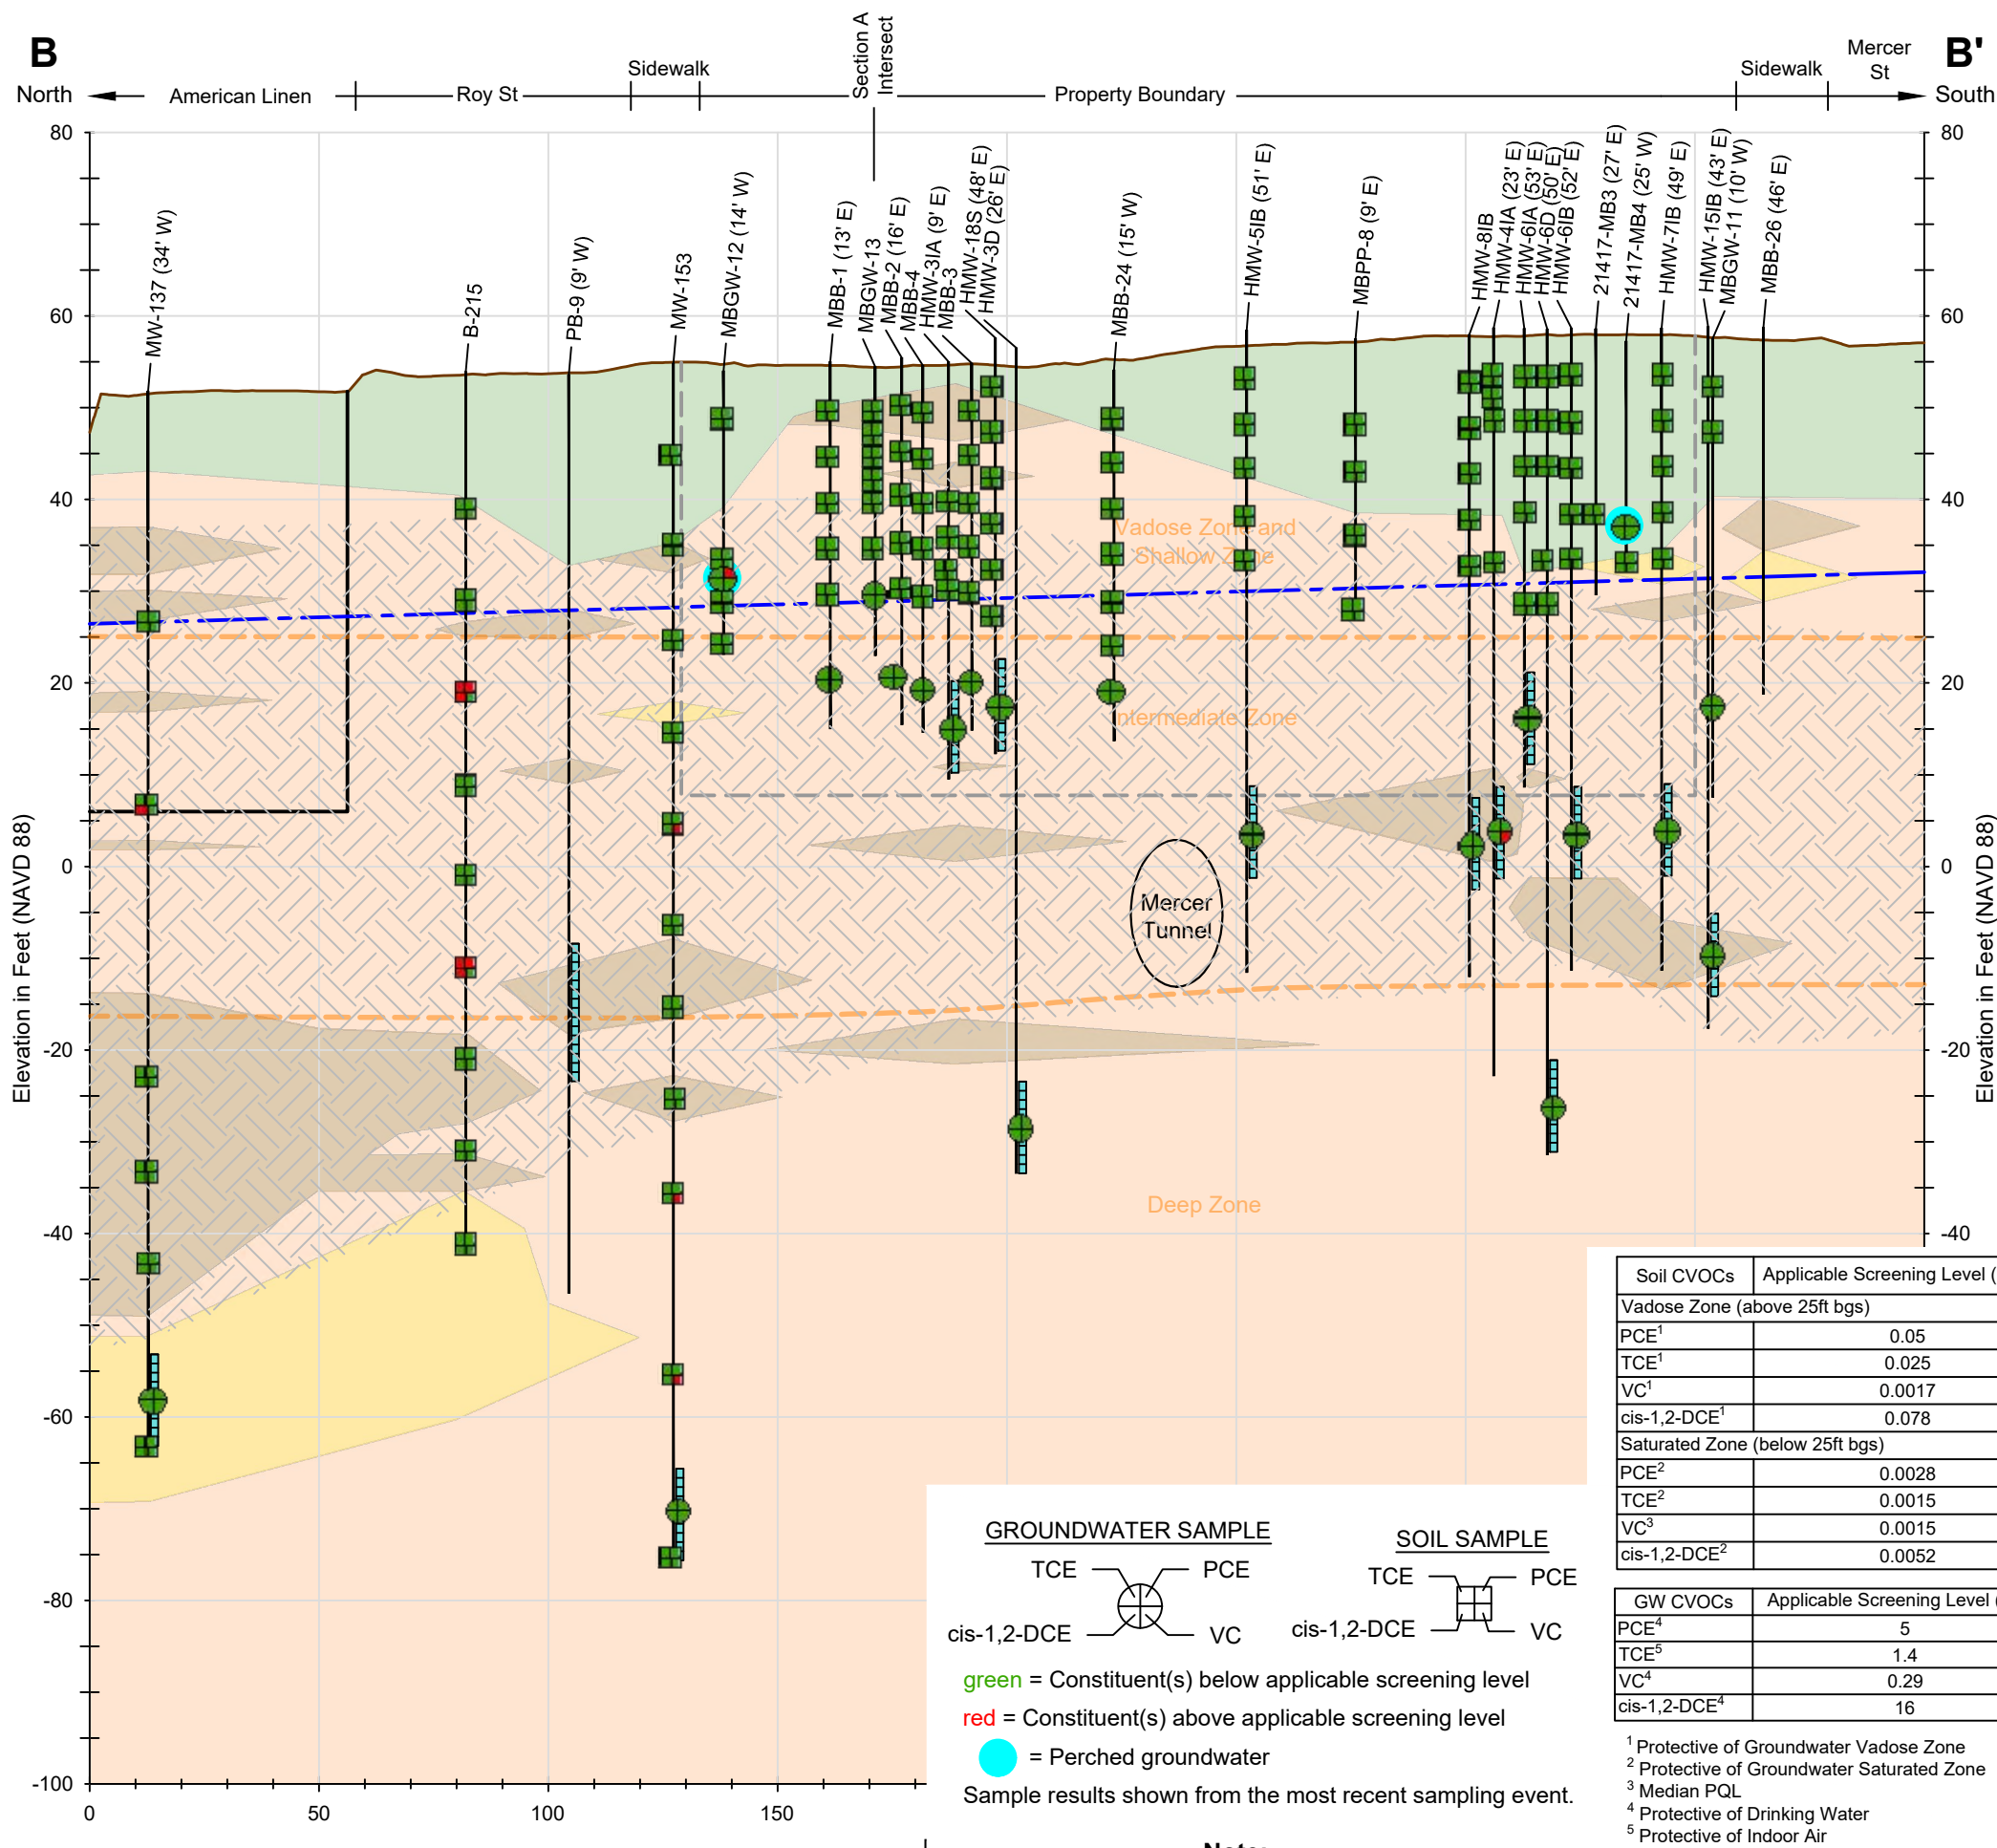 B
North
American Linen
Roy St
Sidewalk
Section A
Intersect
Property Boundary
Sidewalk
Mercer
St
B'
South
80
60
40
20
0
-20
-40
-60
-80
-100
Elevation in Feet (NAVD 88)
80
60
40
20
0
-20
-40
Elevation in Feet (NAVD 88)
0
50
100
150
MW-137 (34' W)
B-215
PB-9 (9' W)
MW-153
MBGW-12 (14' W)
MBB-1 (13' E)
MBGW-13
MBB-2 (16' E)
MBB-4
HMW-3IA (9' E)
MBB-3
HMW-18S (48' E)
HMW-3D (26' E)
MBB-24 (15' W)
HMW-5IB (51' E)
MBPP-8 (9' E)
HMW-8IB
HMW-4IA (23' E)
HMW-6IA (53' E)
HMW-6D (50' E)
HMW-6IB (52' E)
21417-MB3 (27' E)
21417-MB4 (25' W)
HMW-7IB (49' E)
HMW-15IB (43' E)
MBGW-11 (10' W)
MBB-26 (46' E)
Vadose Zone and
Shallow Zone
Intermediate Zone
Mercer
Tunnel
Deep Zone
GROUNDWATER SAMPLE
TCE
PCE
cis-1,2-DCE
VC
SOIL SAMPLE
TCE
PCE
cis-1,2-DCE
VC
green = Constituent(s) below applicable screening level
red = Constituent(s) above applicable screening level
= Perched groundwater
Sample results shown from the most recent sampling event.
Soil CVOCs Applicable Screening Level (
Vadose Zone (above 25ft bgs)
PCE1 0.05
TCE1 0.025
VC1 0.0017
cis-1,2-DCE1 0.078
Saturated Zone (below 25ft bgs)
PCE2 0.0028
TCE2 0.0015
VC3 0.0015
cis-1,2-DCE2 0.0052
GW CVOCs Applicable Screening Level (
PCE4 5
TCE5 1.4
VC4 0.29
cis-1,2-DCE4 16
1 Protective of Groundwater Vadose Zone
2 Protective of Groundwater Saturated Zone
3 Median PQL
4 Protective of Drinking Water
5 Protective of Indoor Air
Note: